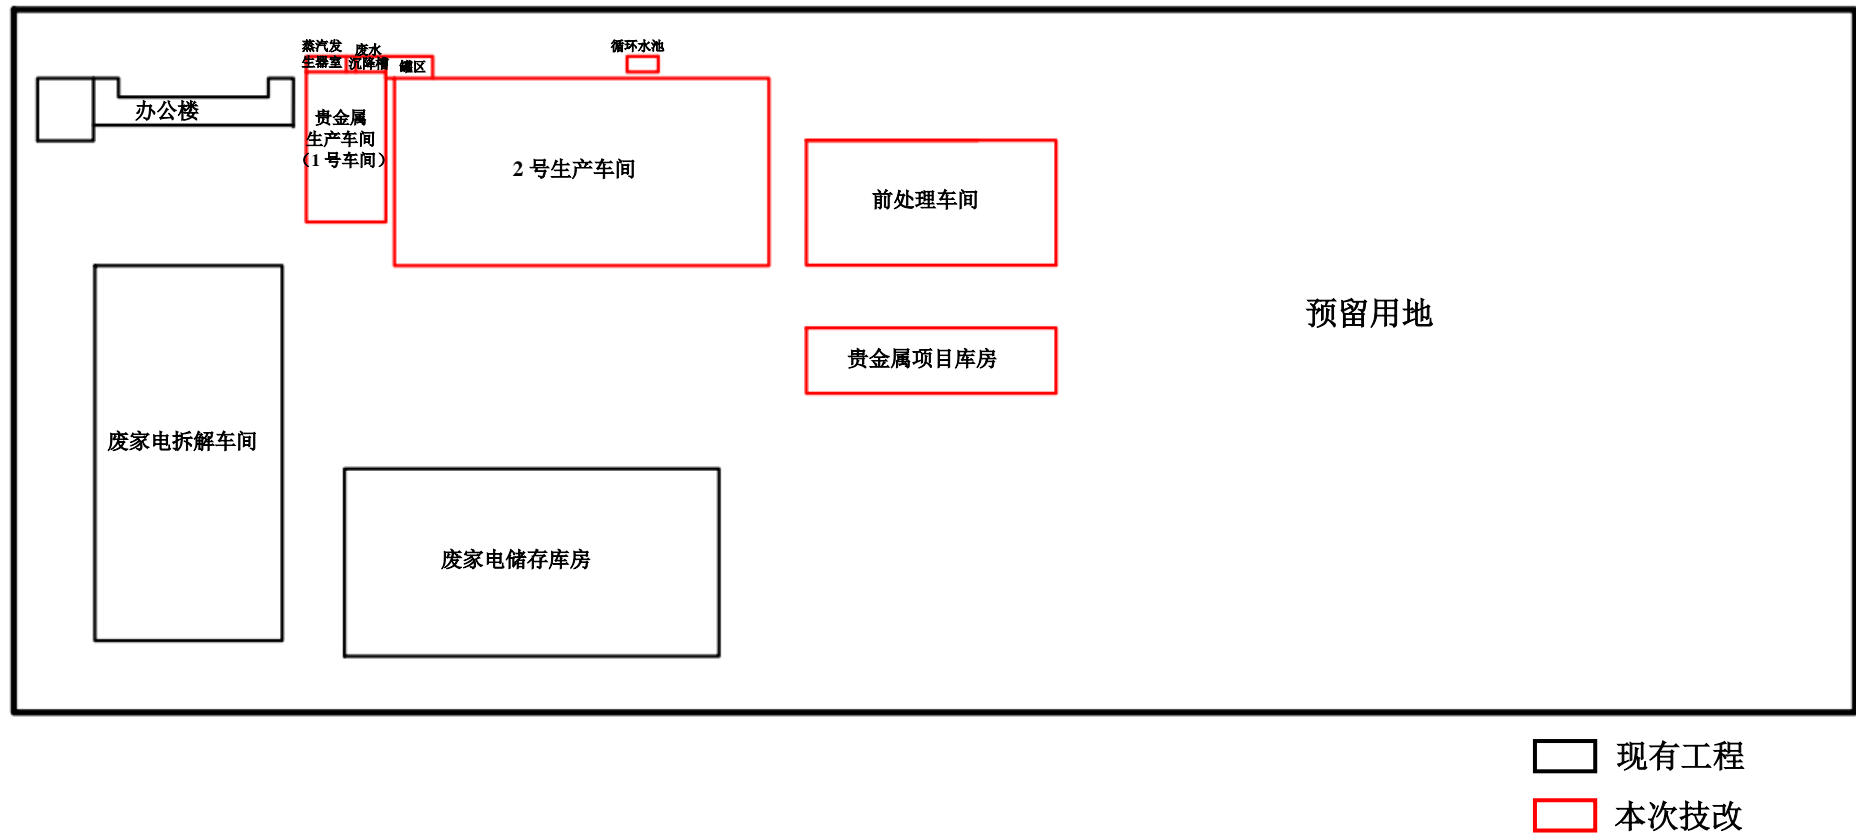 蒸汽发
生器室
废水
沉降槽
罐区
循环水池
办公楼
贵金属
生产车间
（1 号车间）
2 号生产车间
前处理车间
预留用地
贵金属项目库房
废家电拆解车间
废家电储存库房
现有工程
本次技改